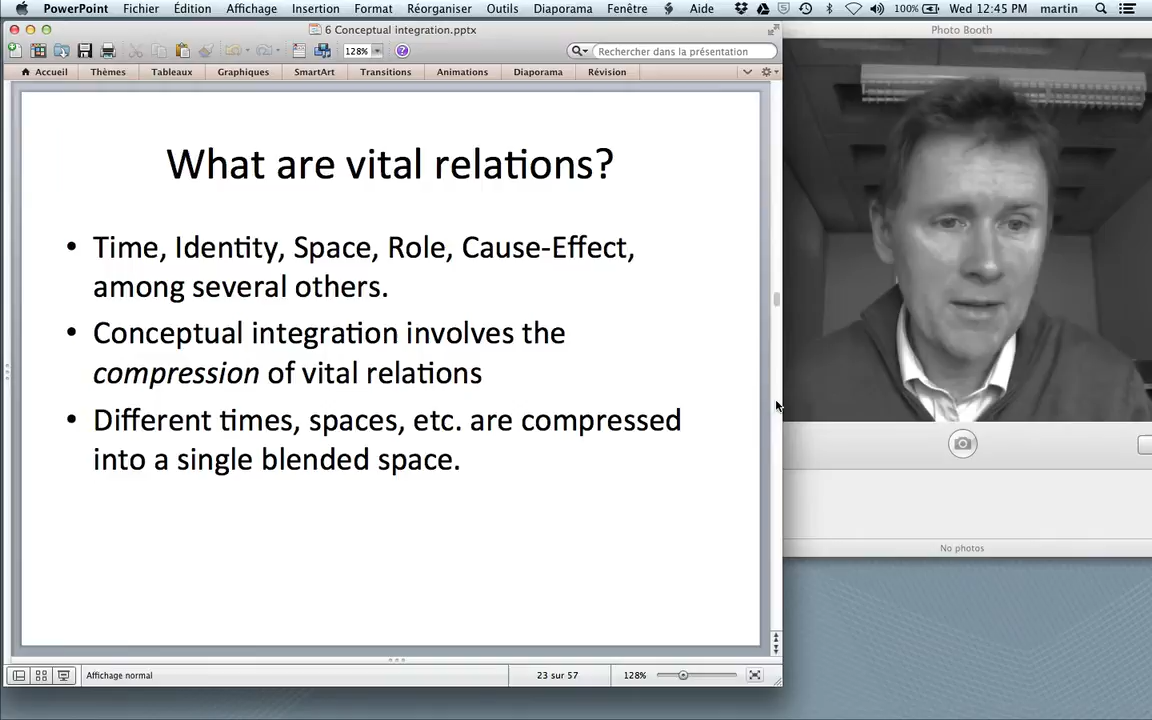 PowerPoint Fichier Édition Affichage Insertion Format Réorganiser Outils Diaporama Fenêtre Aide 100% Wed 12:45 PM martin
6 Conceptual integration.pptx
Photo Booth
128%
Rechercher dans la présentation
Accueil Thèmes Tableaux Graphiques SmartArt Transitions Animations Diaporama Révision
What are vital relations?
• Time, Identity, Space, Role, Cause-Effect,
among several others.
• Conceptual integration involves the
compression of vital relations
• Different times, spaces, etc. are compressed
into a single blended space.
No photos
Affichage normal 23 sur 57 128%